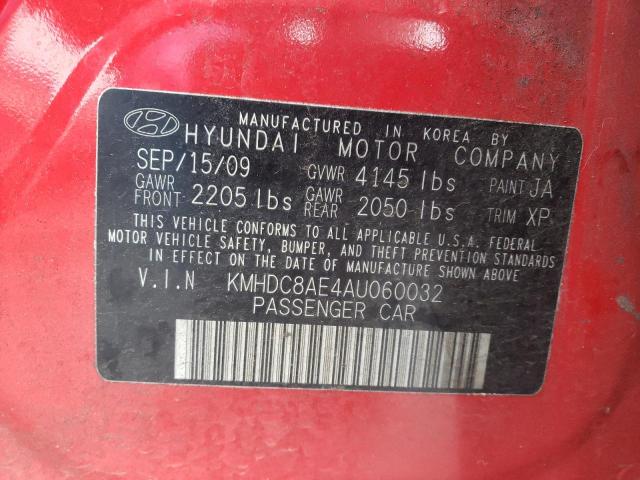 MANUFACTURED IN KOREA BY
HYUNDAI MOTOR COMPANY
SEP/15/09 GVWR 4145 lbs PAINT JA
GAWR FRONT 2205 lbs GAWR REAR 2050 lbs TRIM XP
THIS VEHICLE CONFORMS TO ALL APPLICABLE U.S.A. FEDERAL
MOTOR VEHICLE SAFETY, BUMPER, AND THEFT PREVENTION STANDARDS
IN EFFECT ON THE DATE OF MANUFACTURE SHOWN ABOVE
V.I.N KMHDC8AE4AU060032
PASSENGER CAR